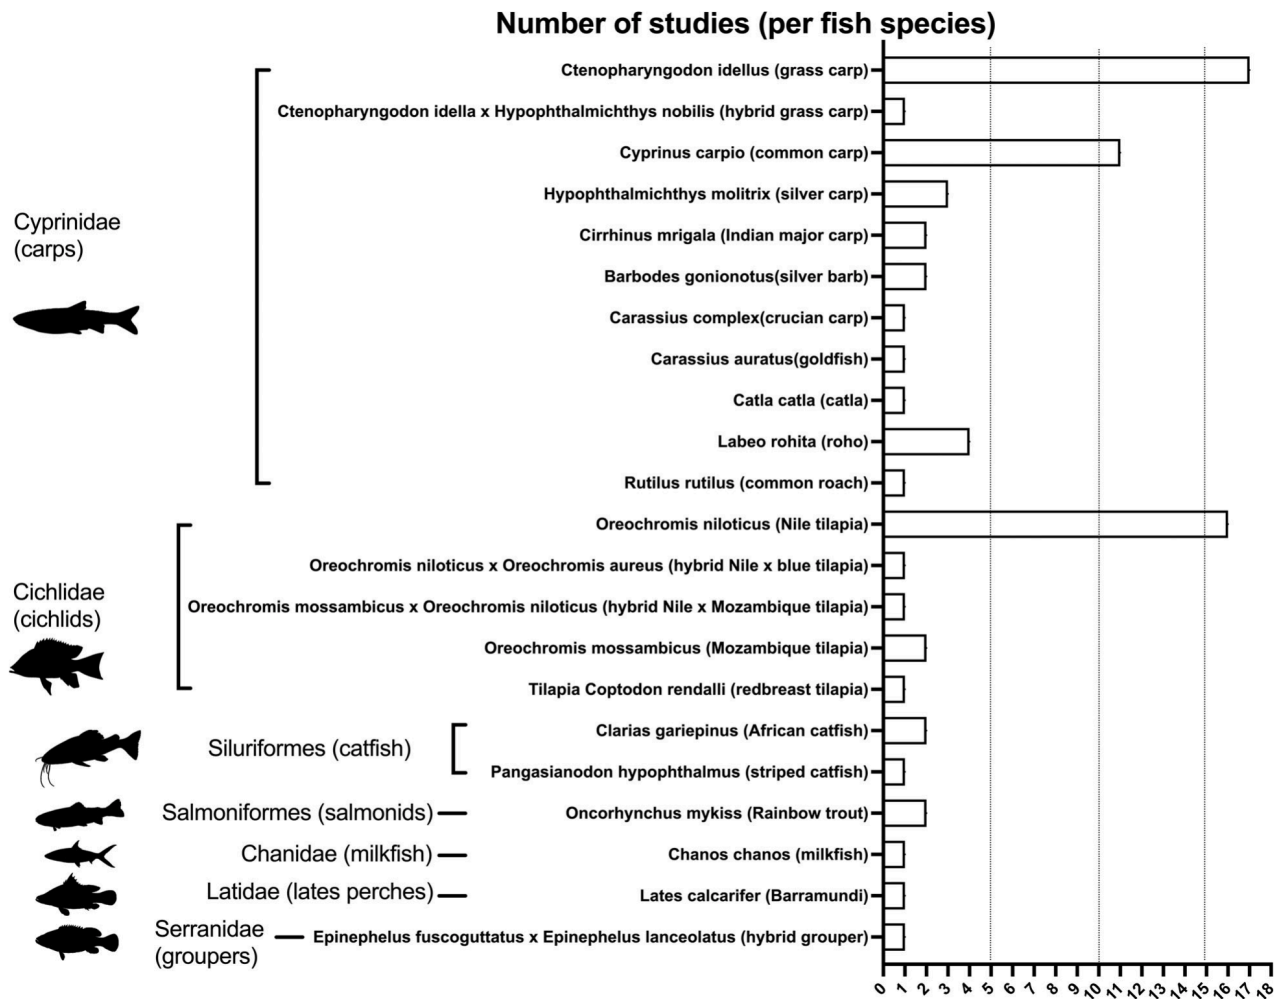 Number of studies (per fish species)
Ctenopharyngodon idellus (grass carp)
Ctenopharyngodon idella x Hypophthalmichthys nobilis (hybrid grass carp)
Cyprinus carpio (common carp)
Hypophthalmichthys molitrix (silver carp)
Cyprinidae
(carps)
Cirrhinus mrigala (Indian major carp)
Barbodes gonionotus(silver barb)
Carassius complex(crucian carp)
Carassius auratus(goldfish)
Catla catla (catla)
Labeo rohita (roho)
Rutilus rutilus (common roach)
Oreochromis niloticus (Nile tilapia)
Oreochromis niloticus x Oreochromis aureus (hybrid Nile x blue tilapia)
Cichlidae
(cichlids)
Oreochromis mossambicus x Oreochromis niloticus (hybrid Nile x Mozambique tilapia)
Oreochromis mossambicus (Mozambique tilapia)
Tilapia Coptodon rendalli (redbreast tilapia)
Siluriformes (catfish)
Clarias gariepinus (African catfish)
Pangasianodon hypophthalmus (striped catfish)
Salmoniformes (salmonids)
Oncorhynchus mykiss (Rainbow trout)
Chanidae (milkfish)
Chanos chanos (milkfish)
Latidae (lates perches)
Lates calcarifer (Barramundi)
Serranidae
(groupers)
Epinephelus fuscoguttatus x Epinephelus lanceolatus (hybrid grouper)
0 1 2 3 4 5 6 7 8 9 10 11 12 13 14 15 16 17 18